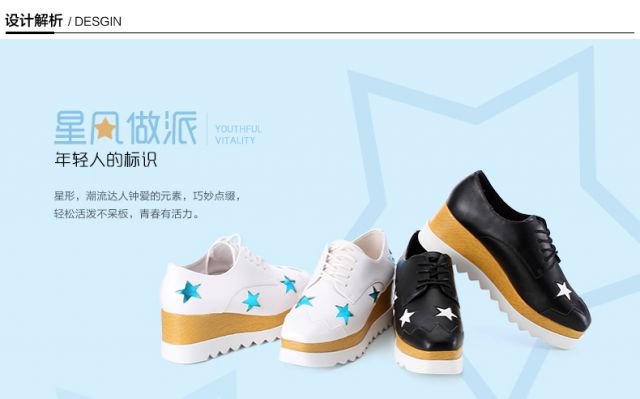 设计解析 / DESGIN
星风做派
YOUTHFUL
VITALITY
年轻人的标识
星形，潮流达人钟爱的元素，巧妙点缀，
轻松活泼不呆板，青春有活力。